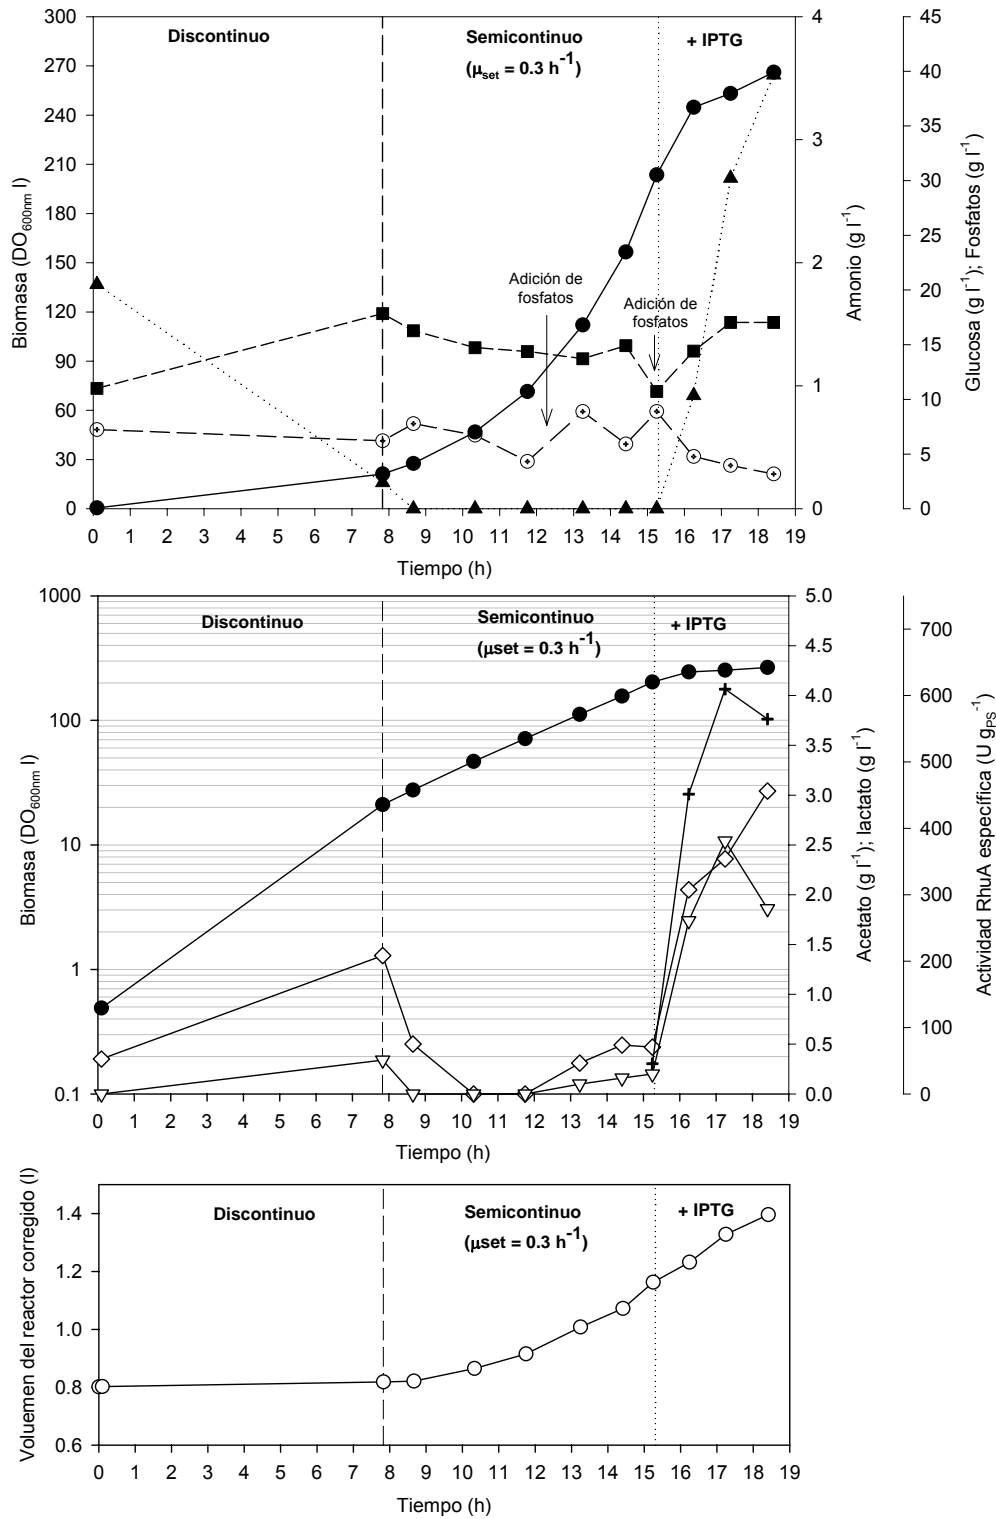 Discontinuo
Semicontinuo
(μset = 0.3 h-1)
+ IPTG
Biomasa (DO600nm l)
300
270
240
210
180
150
120
90
60
30
0
Adición de
fosfatos
Adición de
fosfatos
4
3
2
1
0
Amonio (g l-1)
45
40
35
30
25
20
15
10
5
0
Glucosa (g l-1); Fosfatos (g l-1)
0 1 2 3 4 5 6 7 8 9 10 11 12 13 14 15 16 17 18 19
Tiempo (h)
Discontinuo
Semicontinuo
(μset = 0.3 h-1)
+ IPTG
Biomasa (DO600nm l)
1000
100
10
1
0.1
5.0
4.5
4.0
3.5
3.0
2.5
2.0
1.5
1.0
0.5
0.0
Acetato (g l-1); lactato (g l-1)
700
600
500
400
300
200
100
0
Actividad RhuA específica (U gPS-1)
0 1 2 3 4 5 6 7 8 9 10 11 12 13 14 15 16 17 18 19
Tiempo (h)
Discontinuo
Semicontinuo
(μset = 0.3 h-1)
+ IPTG
Voluemen del reactor corregido (l)
1.4
1.2
1.0
0.8
0.6
0 1 2 3 4 5 6 7 8 9 10 11 12 13 14 15 16 17 18 19
Tiempo (h)